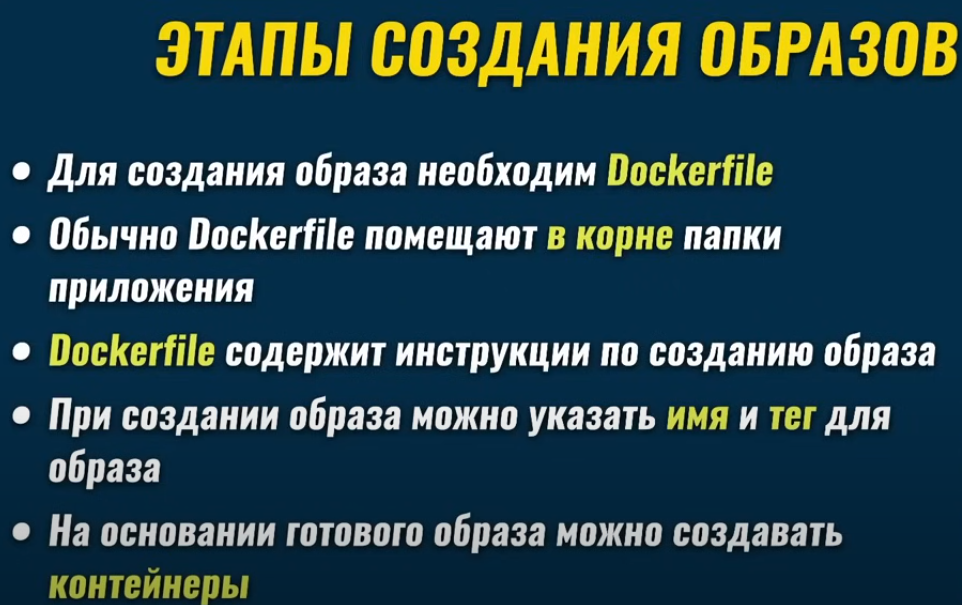 ЭТАПЫ СОЗДАНИЯ ОБРАЗОВ
• Для создания образа необходим Dockerfile
• Обычно Dockerfile помещают в корне папки
приложения
• Dockerfile содержит инструкции по созданию образа
• При создании образа можно указать имя и тег для
образа
• На основании готового образа можно создавать
контейнеры